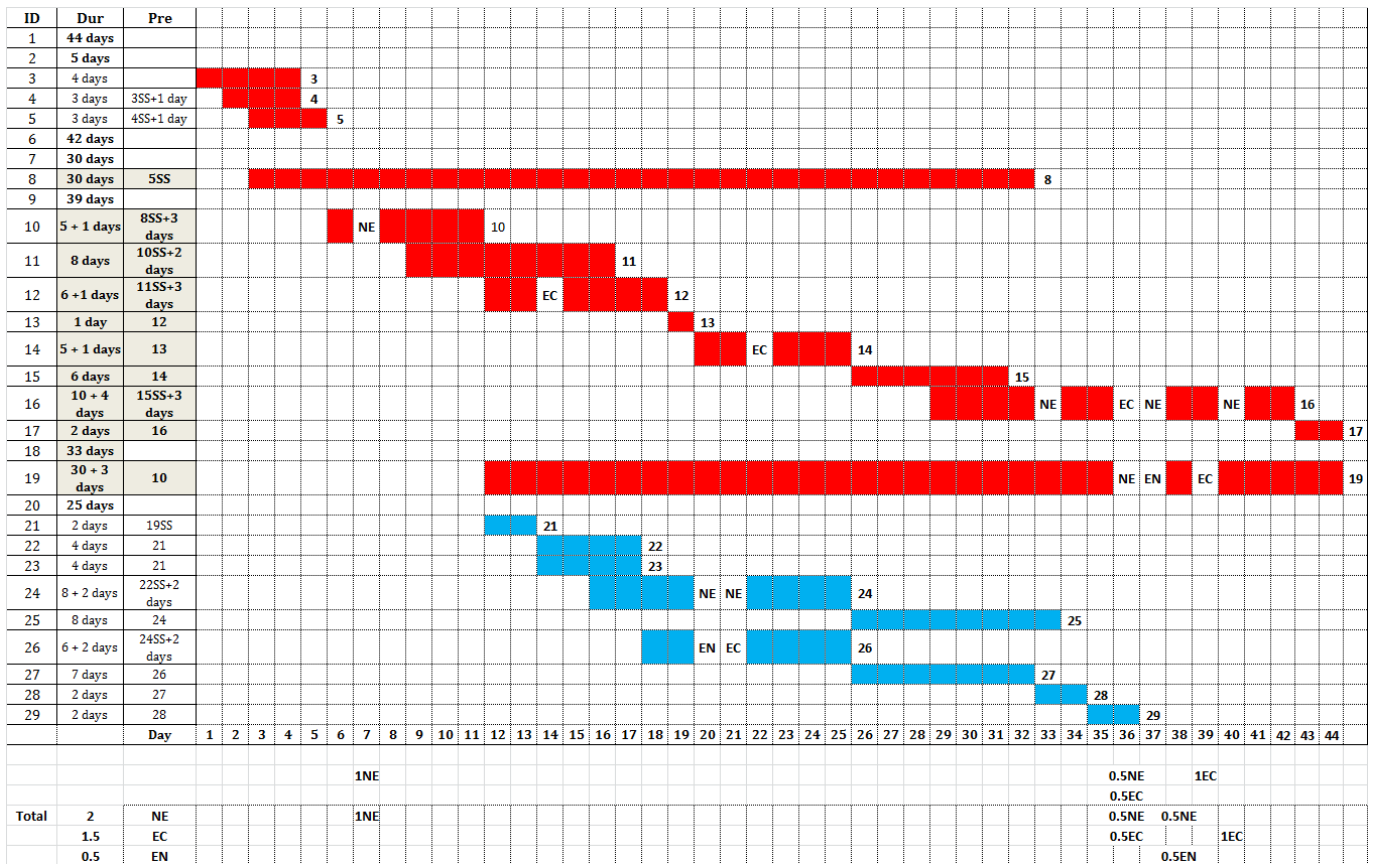 ID Dur Pre
1 44 days
2 5 days
3 4 days 3
4 3 days 3SS+1 day 4
5 3 days 4SS+1 day 5
6 42 days
7 30 days
8 30 days 5SS 8
9 39 days
10 5 + 1 days 8SS+3 days NE 10
11 8 days 10SS+2 days 11
12 6 +1 days 11SS+3 days EC 12
13 1 day 12 13
14 5 + 1 days 13 EC 14
15 6 days 14 15
16 10 + 4 days 15SS+3 days NE EC NE NE 16
17 2 days 16 17
18 33 days
19 30 + 3 days 10 NE EN EC 19
20 25 days
21 2 days 19SS 21
22 4 days 21 22
23 4 days 21 23
24 8 + 2 days 22SS+2 days NE NE 24
25 8 days 24 25
26 6 + 2 days 24SS+2 days EN EC 26
27 7 days 26 27
28 2 days 27 28
29 2 days 28 29
Day 1 2 3 4 5 6 7 8 9 10 11 12 13 14 15 16 17 18 19 20 21 22 23 24 25 26 27 28 29 30 31 32 33 34 35 36 37 38 39 40 41 42 43 44
1NE 0.5NE 1EC
0.5EC
Total 2 NE 1NE 0.5NE 0.5NE
1.5 EC 0.5EC 1EC
0.5 EN 0.5EN